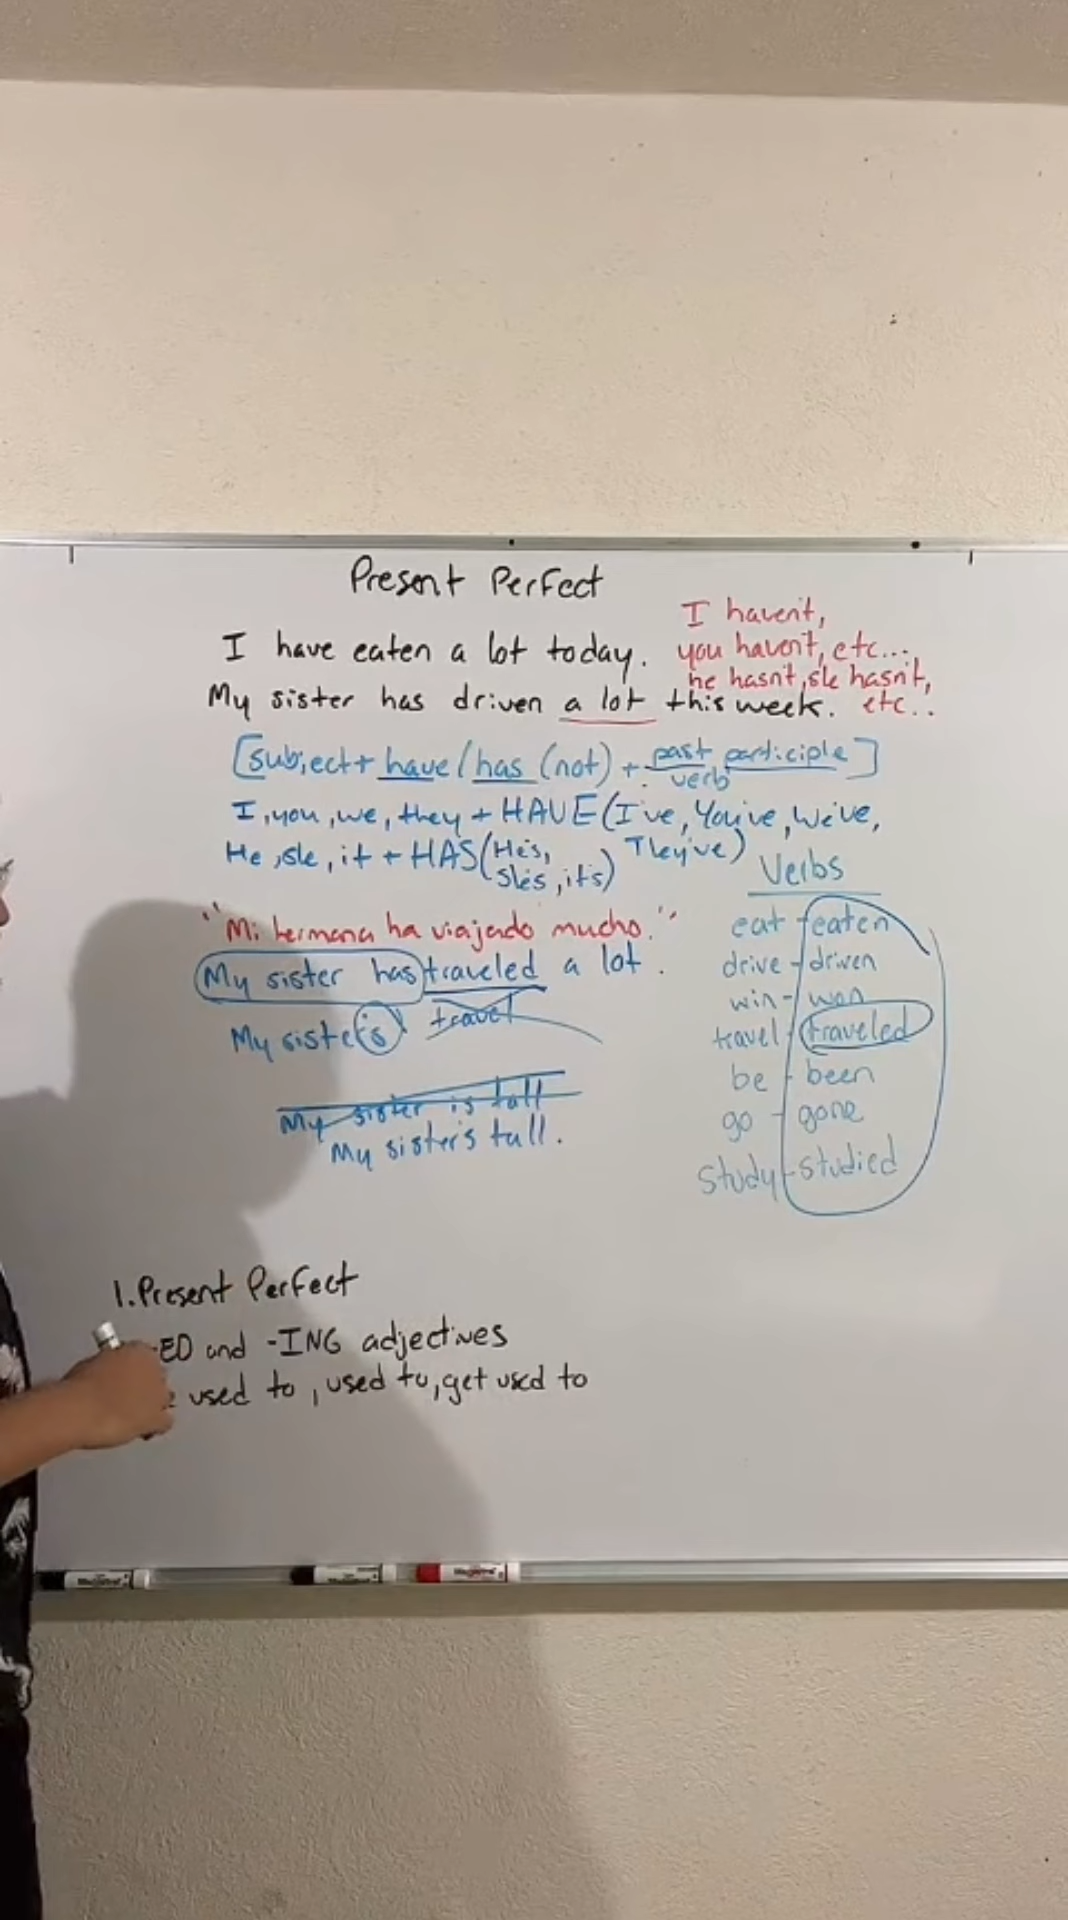 Present Perfect
I haven't,
I have eaten a lot today. you haven't, etc...,
he hasn't, she hasn't,
My sister has driven a lot this week. etc..
[subject + have/has (not) + past participle]
verb
I, you, we, they + HAVE (I've, You've, We've,
He, she, it + HAS (He's, They've)
She's, it's)
Verbs
"Mi hermana ha viajado mucho."
My sister has traveled a lot.
My sister's travel
My sister is tall
My sister's tall.
eat - eaten
drive - driven
win - won
travel - traveled
be - been
go - gone
study - studied
1. Present Perfect
-ED and -ING adjectives
used to, used to, get used to